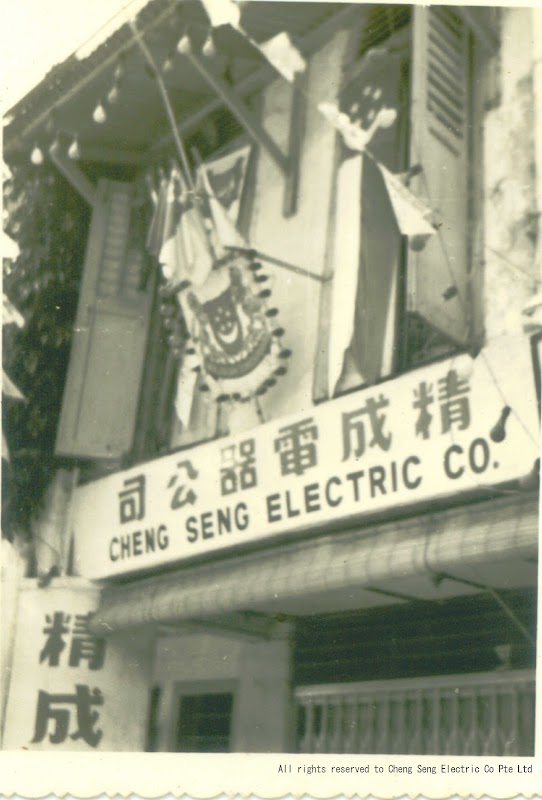 精成電器公司
CHENG SENG ELECTRIC CO.
精成
All rights reserved to Cheng Seng Electric Co Pte Ltd